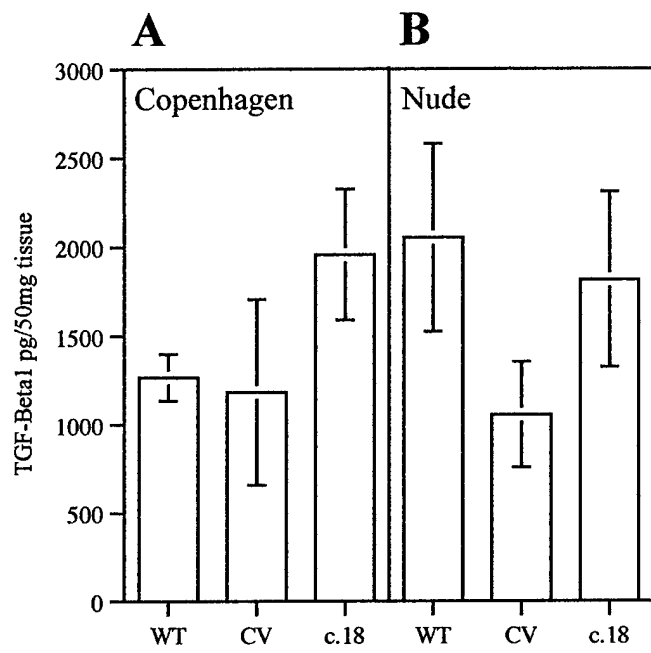 A B
Copenhagen Nude
TGF-Beta1 pg/50mg tissue
3000
2500
2000
1500
1000
500
0
WT CV c.18 WT CV c.18